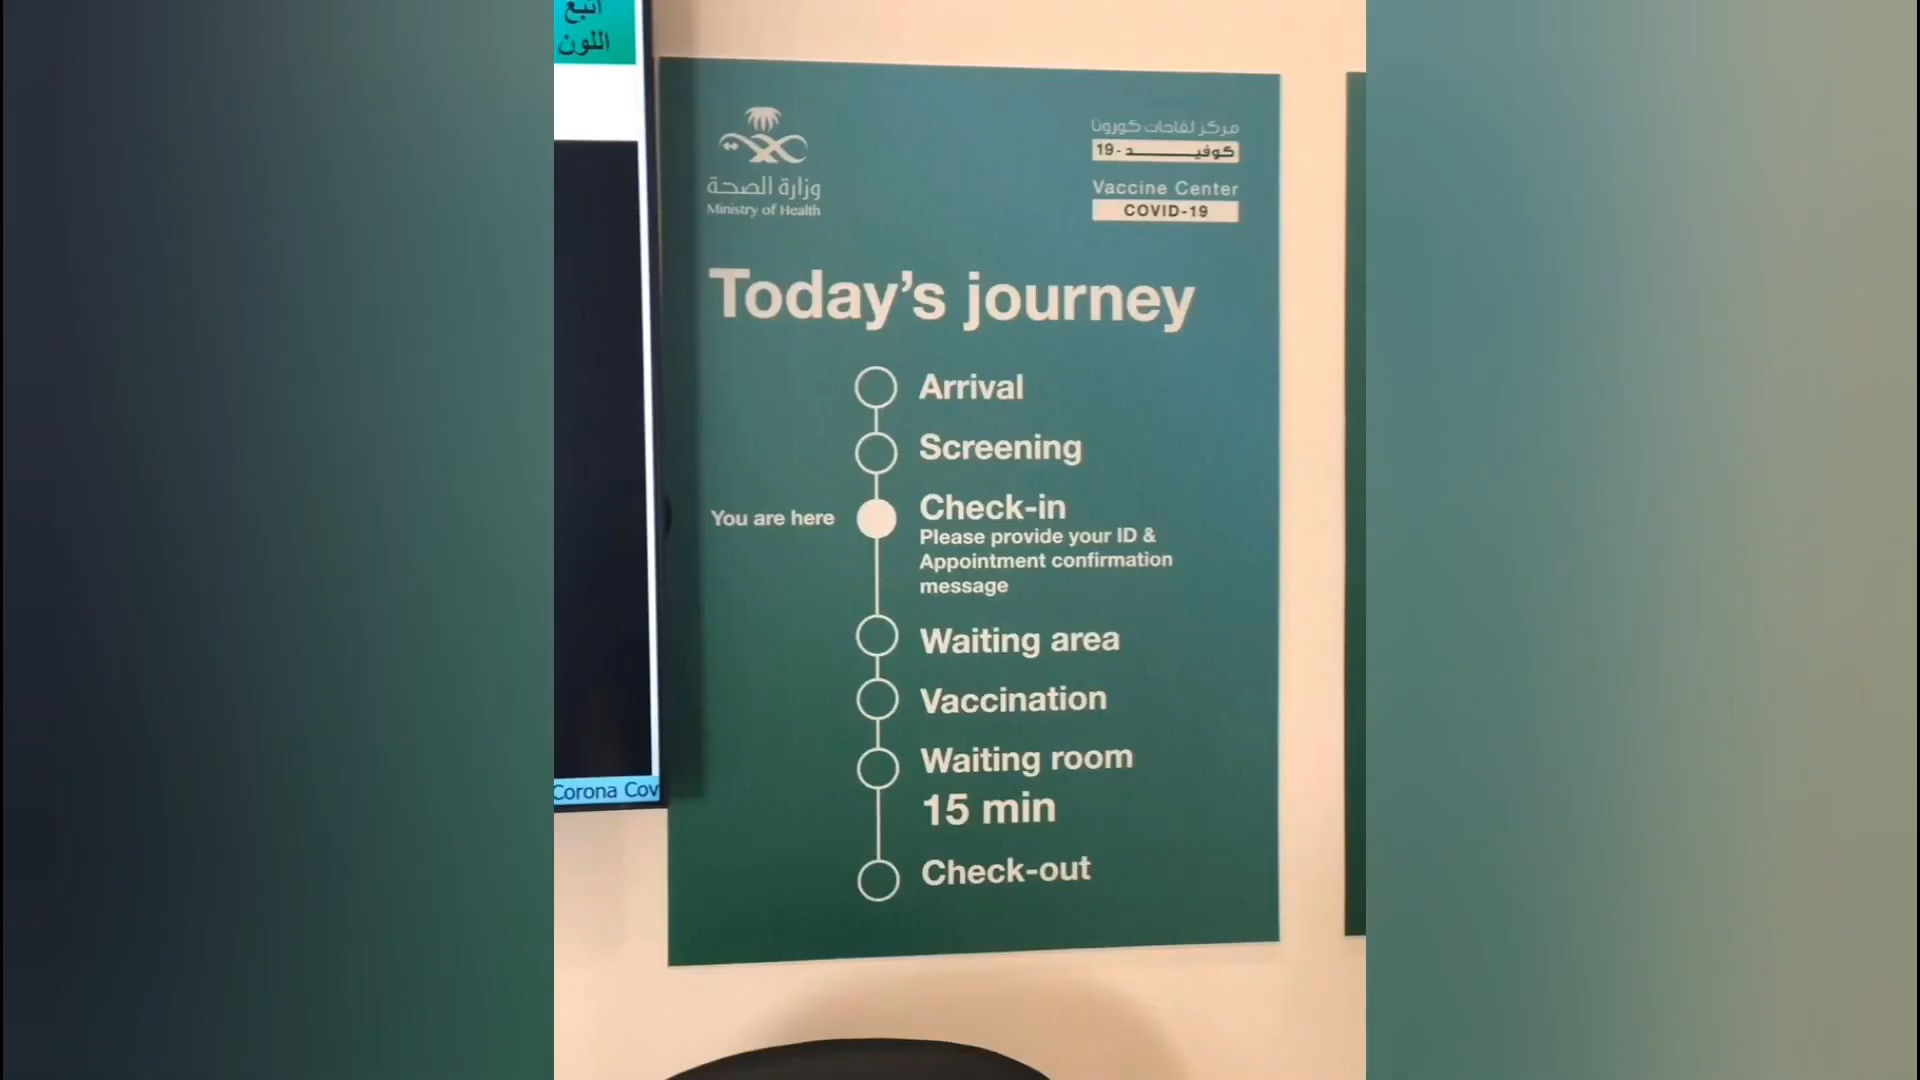 اتبع
اللون
وزارة الصحة
Ministry of Health
مركز لقاحات كورونا
كوفيد-19
Vaccine Center
COVID-19
Today's journey
Arrival
Screening
You are here
Check-in
Please provide your ID &
Appointment confirmation
message
Waiting area
Vaccination
Waiting room
15 min
Check-out
Corona Cov